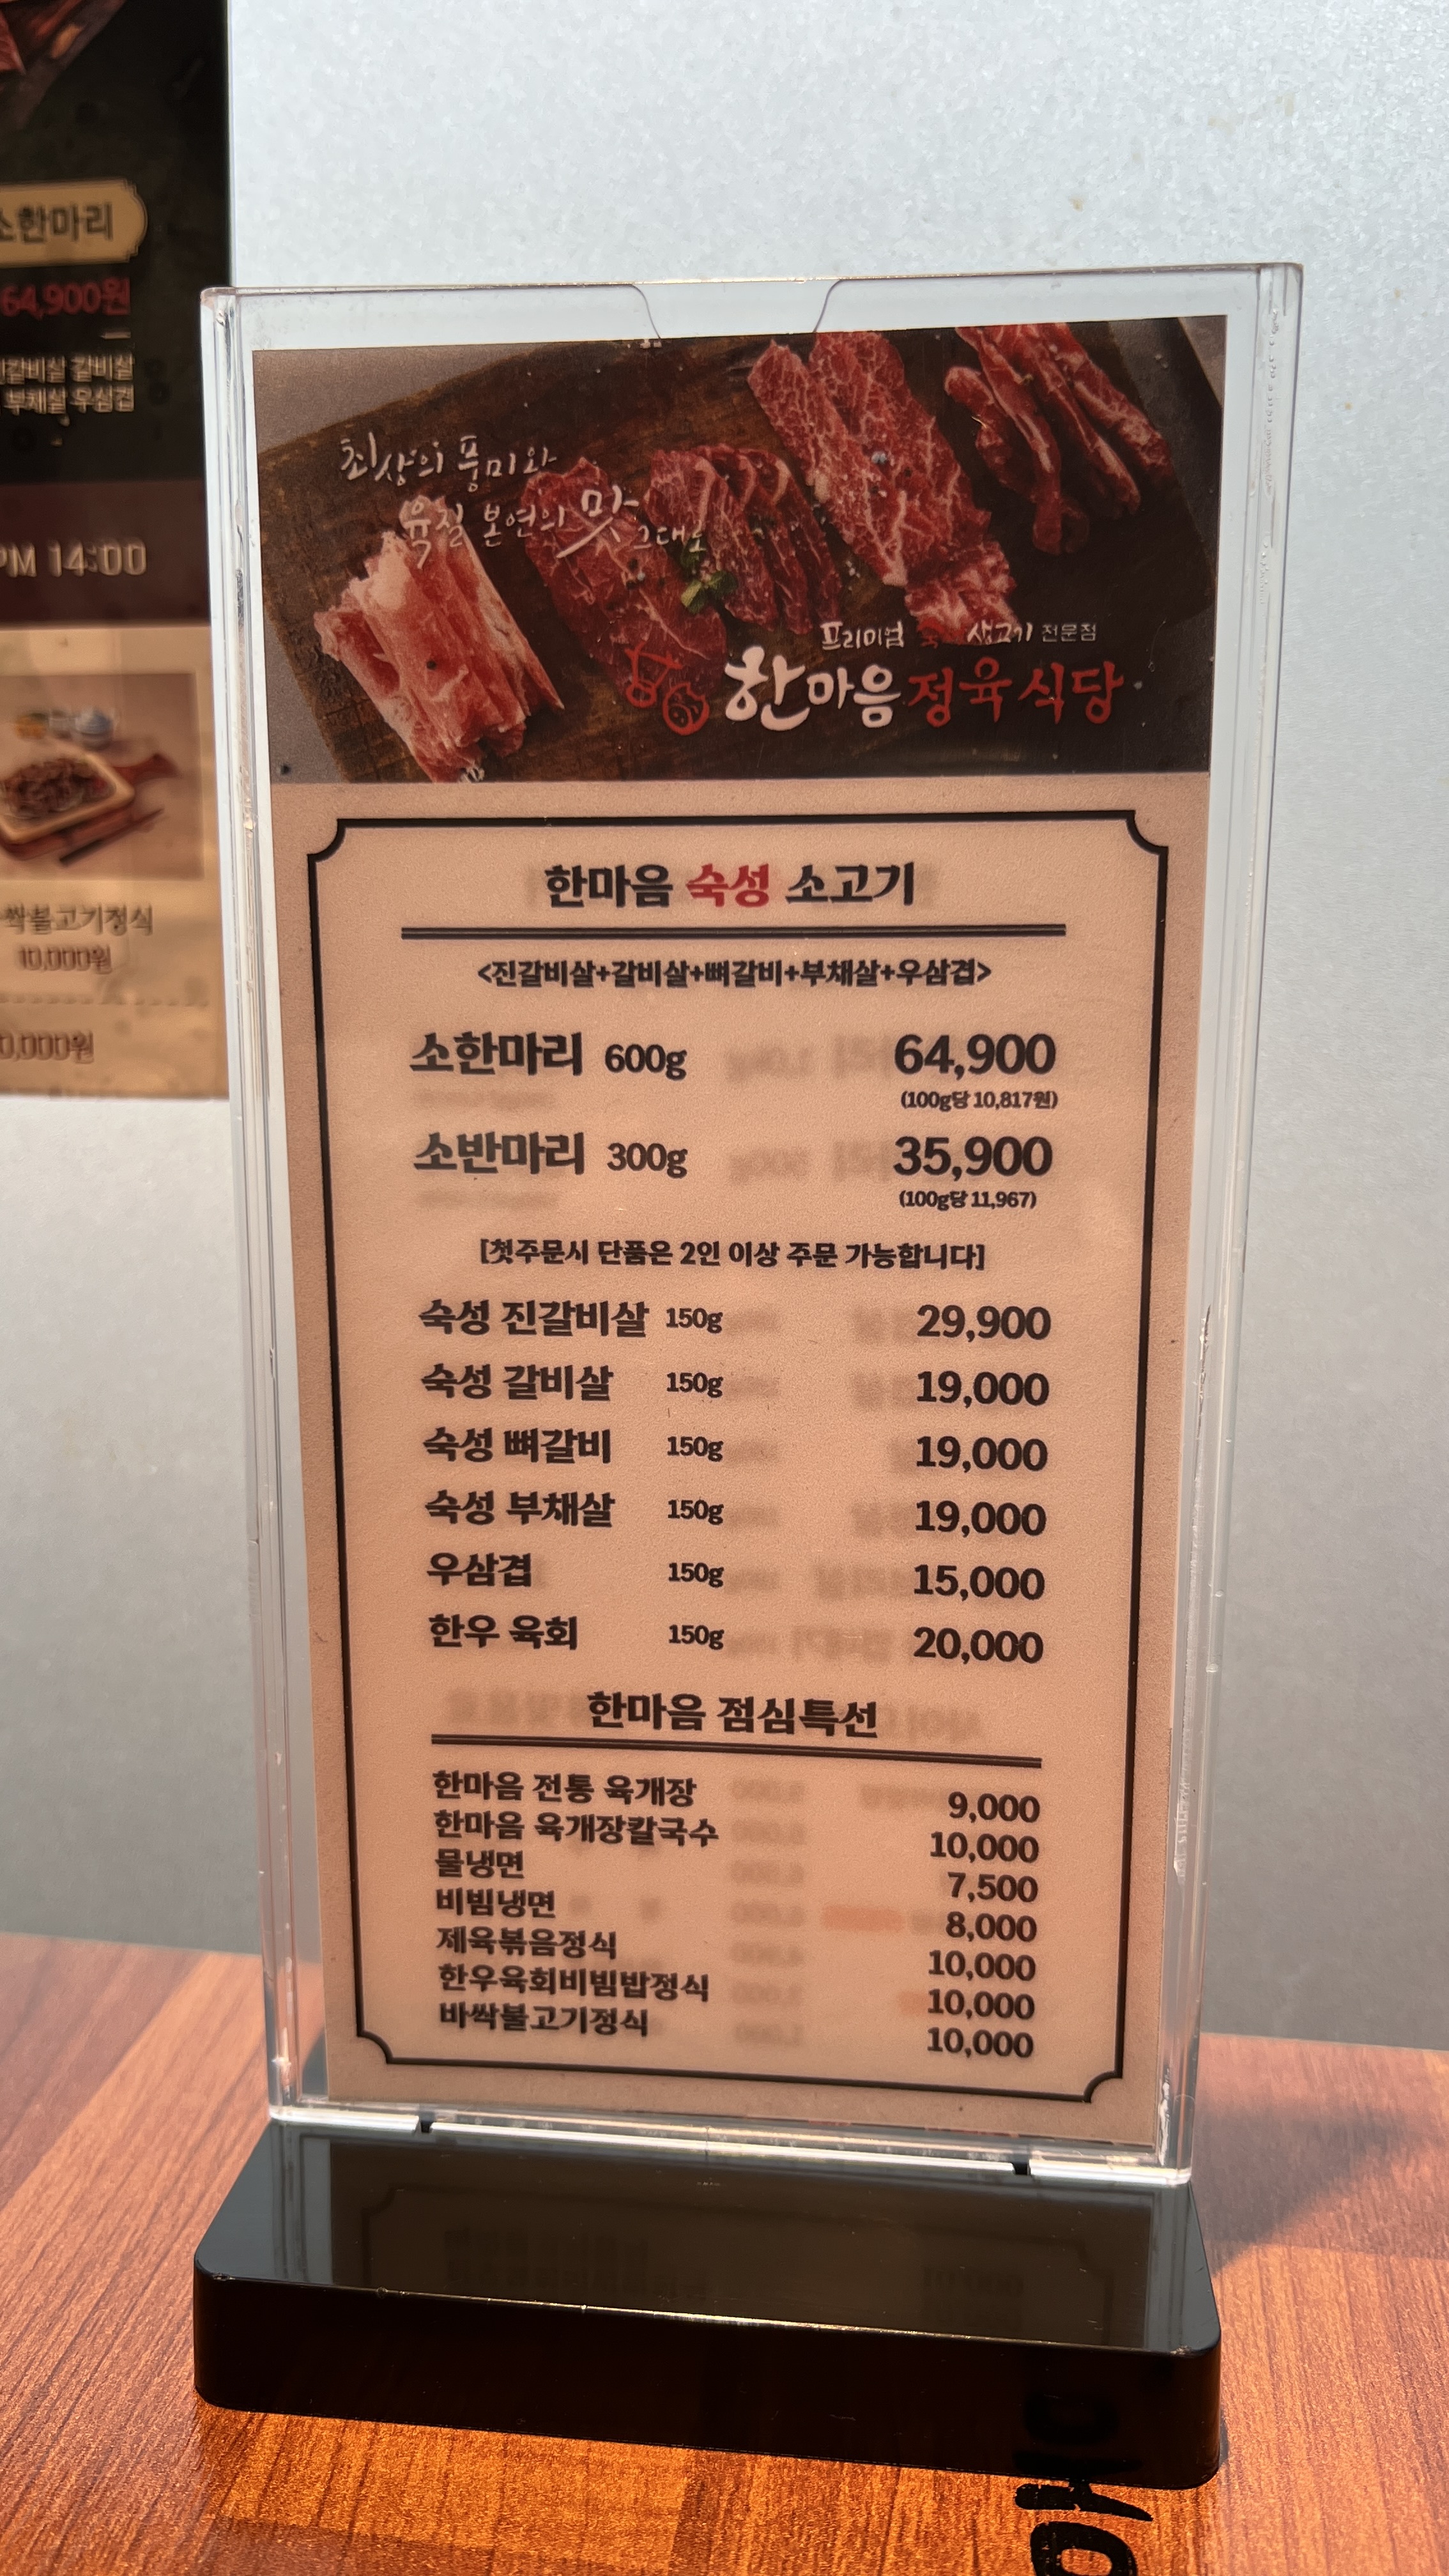 소한마리
64,900원
갈비살 갈비살
부채살 우삼겹
PM 14:00
싹불고기정식
10,000원
0,000원
최상의 풍미와
육질 본연의 맛 그대로
프리미엄 숙성 생고기 전문점
한마음정육식당
한마음 숙성 소고기
<진갈비살+갈비살+뼈갈비+부채살+우삼겹>
소한마리 600g 64,900
(100g당 10,817원)
소반마리 300g 35,900
(100g당 11,967)
[첫주문시 단품은 2인 이상 주문 가능합니다]
숙성 진갈비살 150g 29,900
숙성 갈비살 150g 19,000
숙성 뼈갈비 150g 19,000
숙성 부채살 150g 19,000
우삼겹 150g 15,000
한우 육회 150g 20,000
한마음 점심특선
한마음 전통 육개장 9,000
한마음 육개장칼국수 10,000
물냉면 7,500
비빔냉면 8,000
제육볶음정식 10,000
한우육회비빔밥정식 10,000
바싹불고기정식 10,000